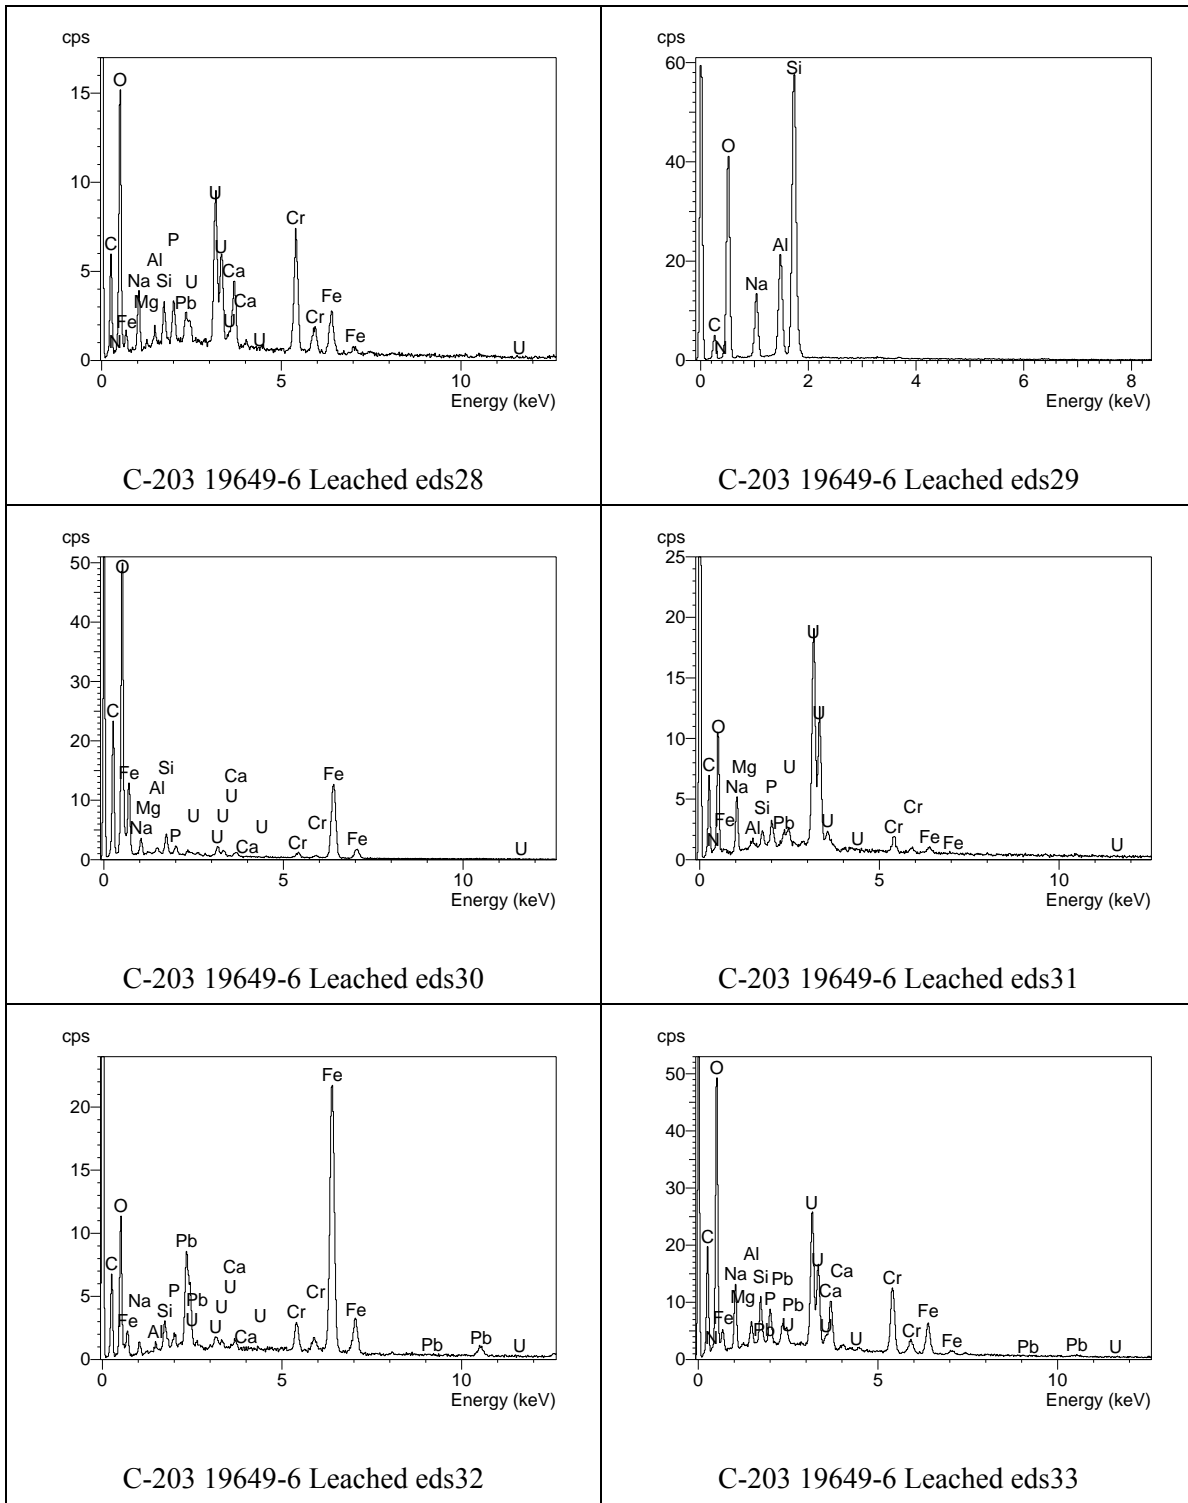 cps
15
10
5
0
O
C
P
Al
Na
Si
Mg
Fe
N
U
Pb
U
U
Ca
Ca
U
U
Cr
Cr
Fe
Fe
U
0
5
10
Energy (keV)
C-203 19649-6 Leached eds28
cps
60
40
20
0
Si
O
Al
Na
C
N
0
2
4
6
8
Energy (keV)
C-203 19649-6 Leached eds29
cps
50
40
30
20
10
0
O
C
Fe
Si
Al
Mg
Na
P
U
U
U
U
Ca
Ca
U
Cr
Cr
Fe
Fe
U
0
5
10
Energy (keV)
C-203 19649-6 Leached eds30
cps
25
20
15
10
5
0
U
U
O
C
Mg
Na
P
Si
Fe
Al
N
U
Pb
U
U
Cr
Cr
Fe
Fe
U
0
5
10
Energy (keV)
C-203 19649-6 Leached eds31
cps
20
15
10
5
0
Fe
O
Pb
C
Na
P
Si
Fe
Al
Pb
U
U
U
U
Ca
Ca
U
Cr
Cr
Fe
Pb
Pb
U
0
5
10
Energy (keV)
C-203 19649-6 Leached eds32
cps
50
40
30
20
10
0
O
U
C
Al
U
Na
Si
Pb
Ca
Mg
P
Pb
Ca
Fe
Pb
U
U
N
U
Cr
Cr
Fe
Fe
Pb
Pb
U
0
5
10
Energy (keV)
C-203 19649-6 Leached eds33